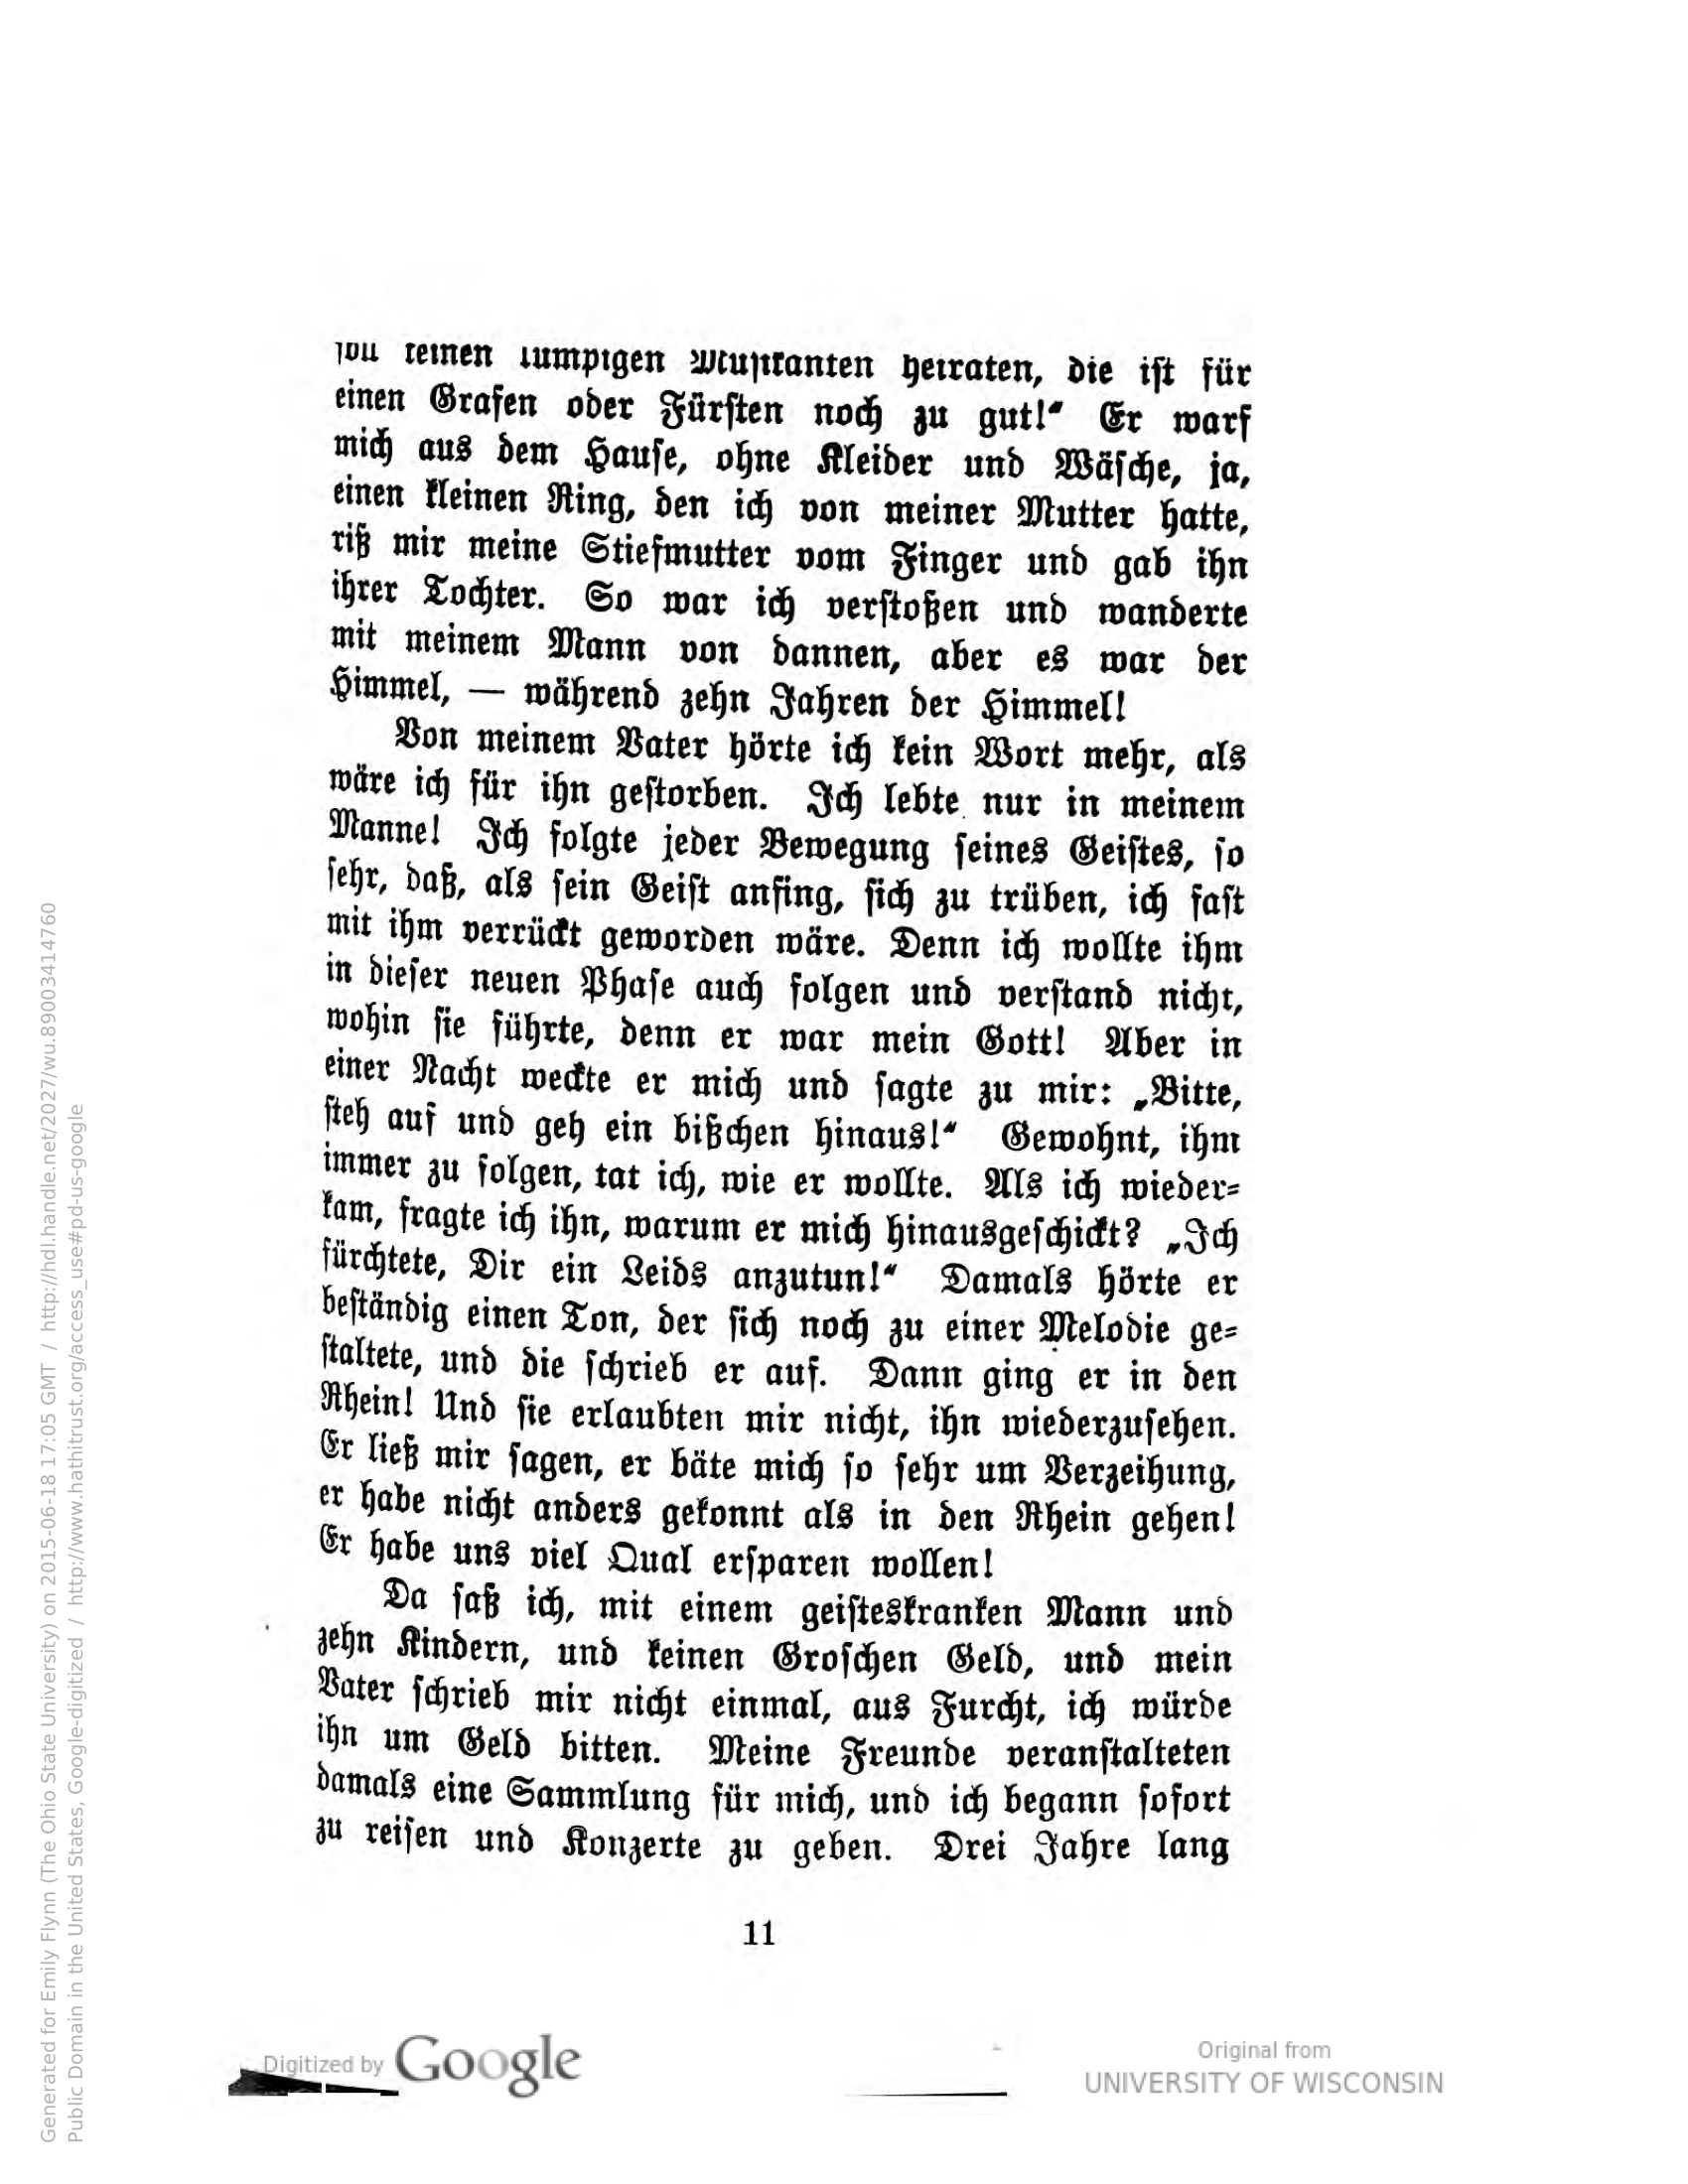 soll keinen lumpigen Musikanten heiraten, die ist für
einen Grafen oder Fürsten noch zu gut!“ Er warf
mich aus dem Hause, ohne Kleider und Wäsche, ja,
einen kleinen Ring, den ich von meiner Mutter hatte,
riß mir meine Stiefmutter vom Finger und gab ihn
ihrer Tochter. So war ich verstoßen und wanderte
mit meinem Mann von dannen, aber es war der
Himmel, — während zehn Jahren der Himmel!
Von meinem Vater hörte ich kein Wort mehr, als
wäre ich für ihn gestorben. Ich lebte nur in meinem
Manne! Ich folgte jeder Bewegung seines Geistes, so
sehr, daß, als sein Geist anfing, sich zu trüben, ich fast
mit ihm verrückt geworden wäre. Denn ich wollte ihm
in dieser neuen Phase auch folgen und verstand nicht,
wohin sie führte, denn er war mein Gott! Aber in
einer Nacht weckte er mich und sagte zu mir: „Bitte,
steh auf und geh ein bißchen hinaus!“ Gewohnt, ihm
immer zu folgen, tat ich, wie er wollte. Als ich wieder-
kam, fragte ich ihn, warum er mich hinausgeschickt? „Ich
fürchtete, Dir ein Leids anzutun!“ Damals hörte er
beständig einen Ton, der sich noch zu einer Melodie ge-
staltete, und die schrieb er auf. Dann ging er in den
Rhein! Und sie erlaubten mir nicht, ihn wiederzusehen.
Er ließ mir sagen, er bäte mich so sehr um Verzeihung,
er habe nicht anders gekonnt als in den Rhein gehen!
Er habe uns viel Qual ersparen wollen!
Da saß ich, mit einem geisteskranken Mann und
zehn Kindern, und keinen Groschen Geld, und mein
Vater schrieb mir nicht einmal, aus Furcht, ich würde
ihn um Geld bitten. Meine Freunde veranstalteten
damals eine Sammlung für mich, und ich begann sofort
zu reisen und Konzerte zu geben. Drei Jahre lang
11
Digitized by Google
Original from
UNIVERSITY OF WISCONSIN
Generated for Emily Flynn (The Ohio State University) on 2015-06-18 17:05 GMT / http://hdl.handle.net/2027/wu.89003414760
Public Domain in the United States, Google-digitized / http://www.hathitrust.org/access_use#pd-us-google